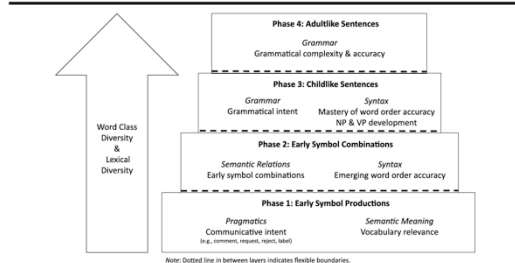 Phase 4: Adultlike Sentences
Grammar
Grammatical complexity & accuracy
Phase 3: Childlike Sentences
Grammar
Grammatical intent
Syntax
Mastery of word order accuracy
NP & VP development
Word Class
Diversity
&
Lexical
Diversity
Phase 2: Early Symbol Combinations
Semantic Relations
Early symbol combinations
Syntax
Emerging word order accuracy
Phase 1: Early Symbol Productions
Pragmatics
Communicative intent
(e.g., comment, request, reject, label)
Semantic Meaning
Vocabulary relevance
Note: Dotted line in between layers indicates flexible boundaries.